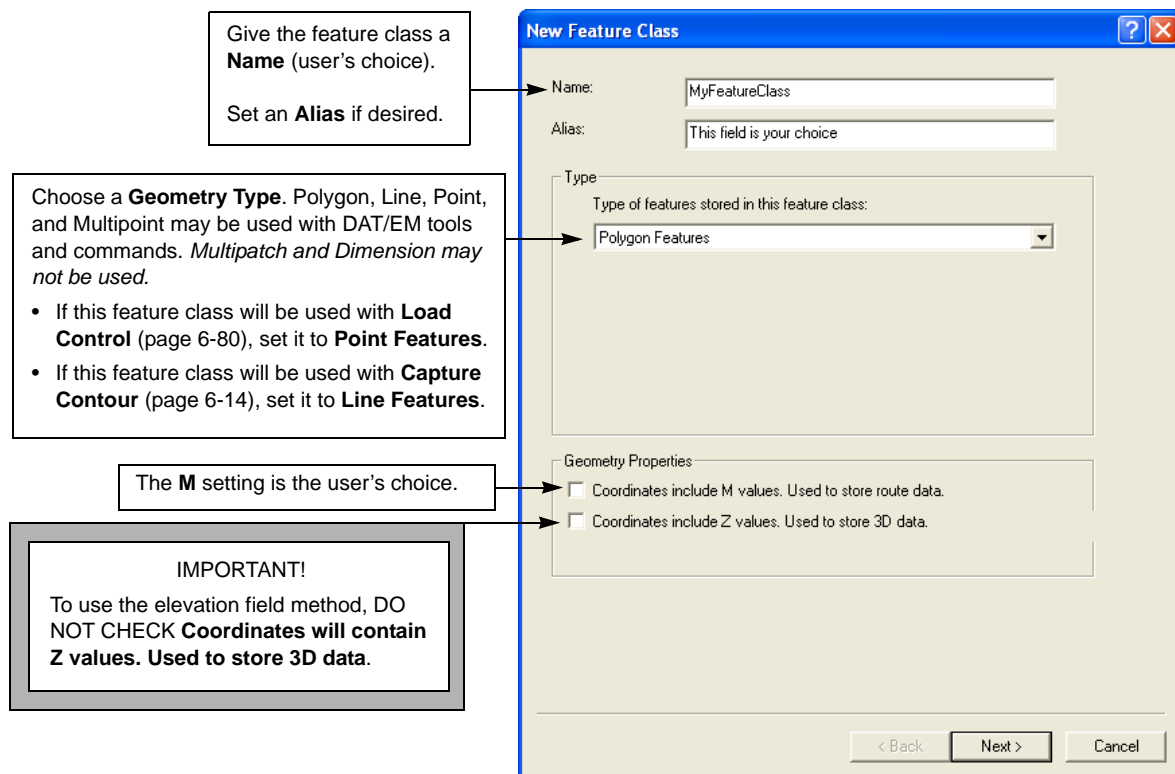 Give the feature class a
Name (user's choice).
Set an Alias if desired.
Choose a Geometry Type. Polygon, Line, Point,
and Multipoint may be used with DAT/EM tools
and commands. Multipatch and Dimension may
not be used.
• If this feature class will be used with Load
Control (page 6-80), set it to Point Features.
• If this feature class will be used with Capture
Contour (page 6-14), set it to Line Features.
The M setting is the user's choice.
IMPORTANT!
To use the elevation field method, DO
NOT CHECK Coordinates will contain
Z values. Used to store 3D data.
New Feature Class
Name:
MyFeatureClass
Alias:
This field is your choice
Type
Type of features stored in this feature class:
Polygon Features
Geometry Properties
Coordinates include M values. Used to store route data.
Coordinates include Z values. Used to store 3D data.
< Back
Next >
Cancel